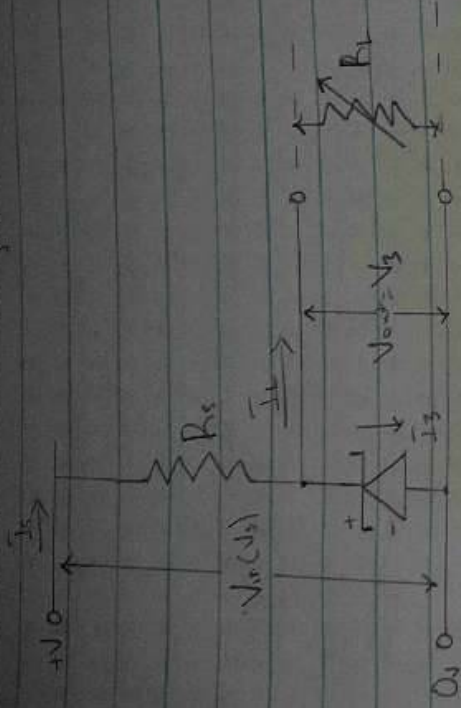 +V
Is
Rs
IL
Vin(Vs)
+
-
Iz
Vout = Vz
RL
0v